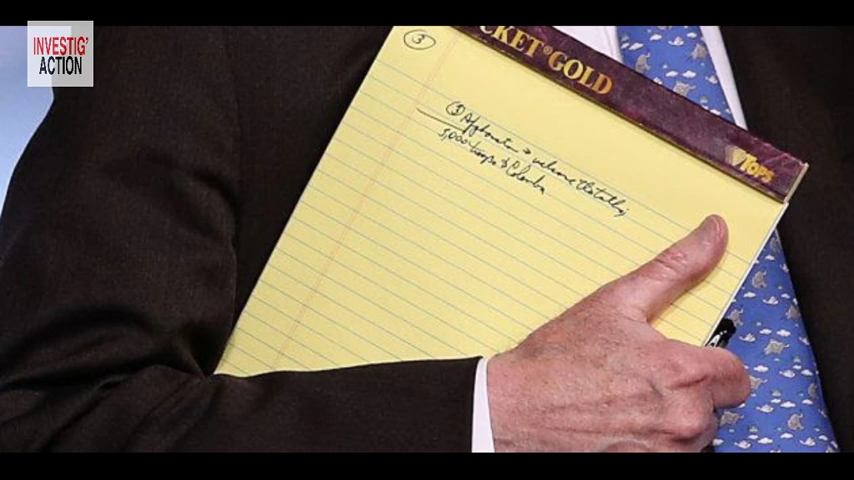 INVESTIG'
ACTION
CKET® GOLD
TOPS
3
① Afghanistan → welcome the talks
5,000 troops to Colombia